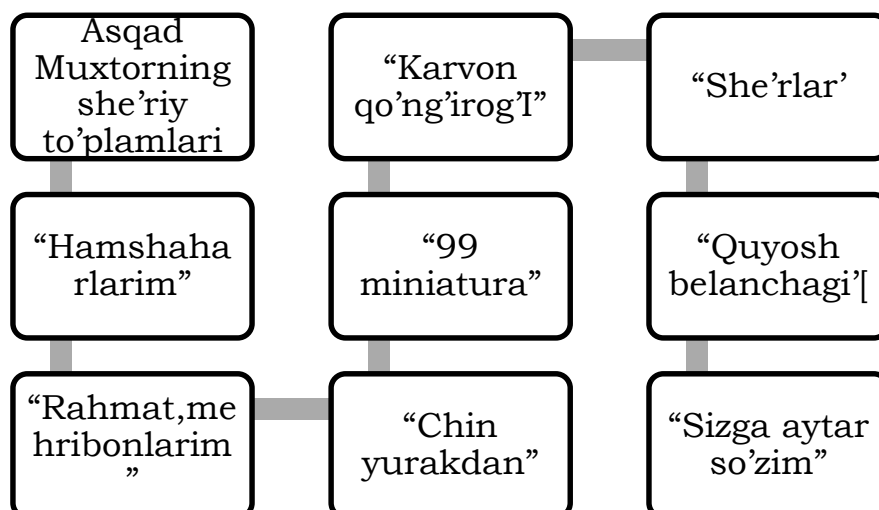 Asqad
Muxtorning
she’riy
to’plamlari
“Hamshaha
rlarim”
“Rahmat,me
hribonlarim
”
“Chin
yurakdan”
“99
miniatura”
“Karvon
qo’ng’irog’I”
“She’rlar’
“Quyosh
belanchagi’[
“Sizga aytar
so’zim”